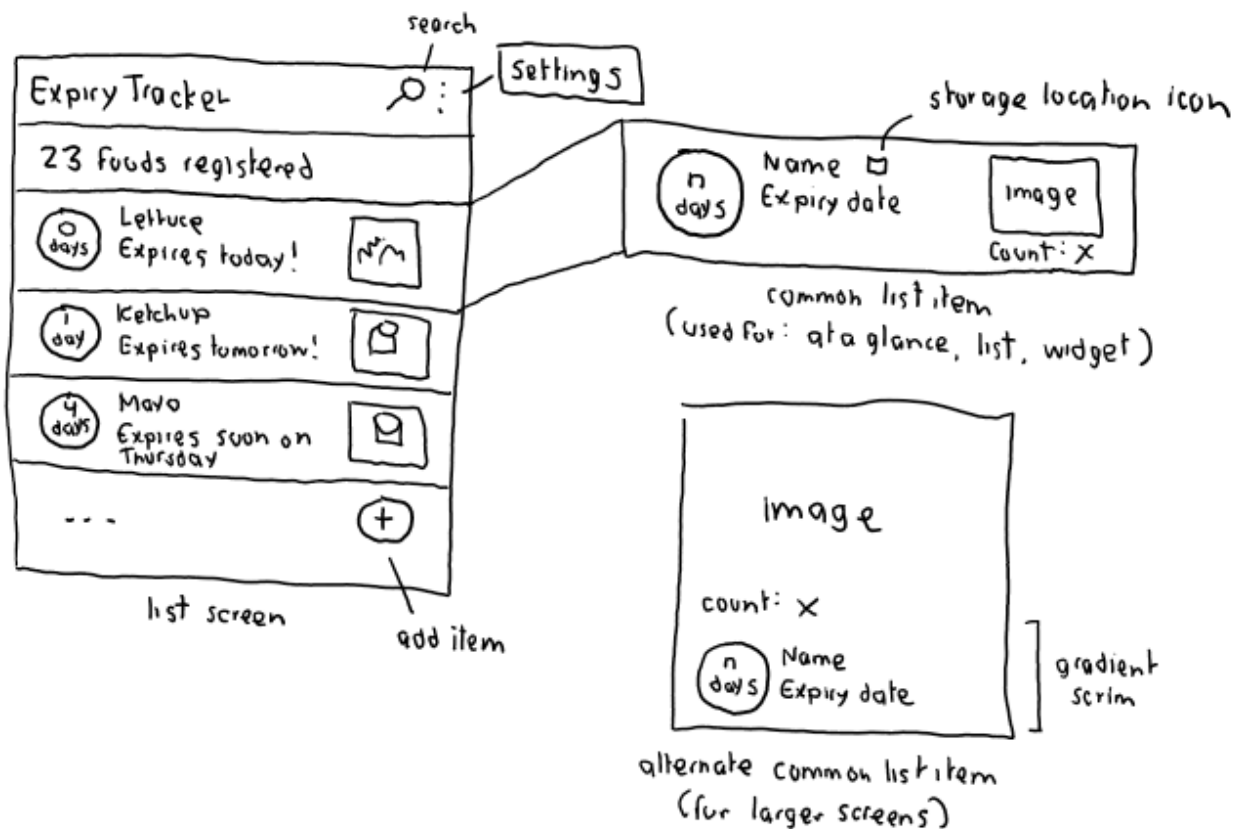 search
Expiry Tracker
Settings
23 foods registered
0 days
Lettuce
Expires today!
1 day
Ketchup
Expires tomorrow!
4 days
Mayo
Expires soon on
Thursday
...
+
list screen
add item
storage location icon
n days
Name
Expiry date
image
count: x
common list item
(used for: at a glance, list, widget)
image
count: x
n days
Name
Expiry date
gradient
scrim
alternate common list item
(for larger screens)